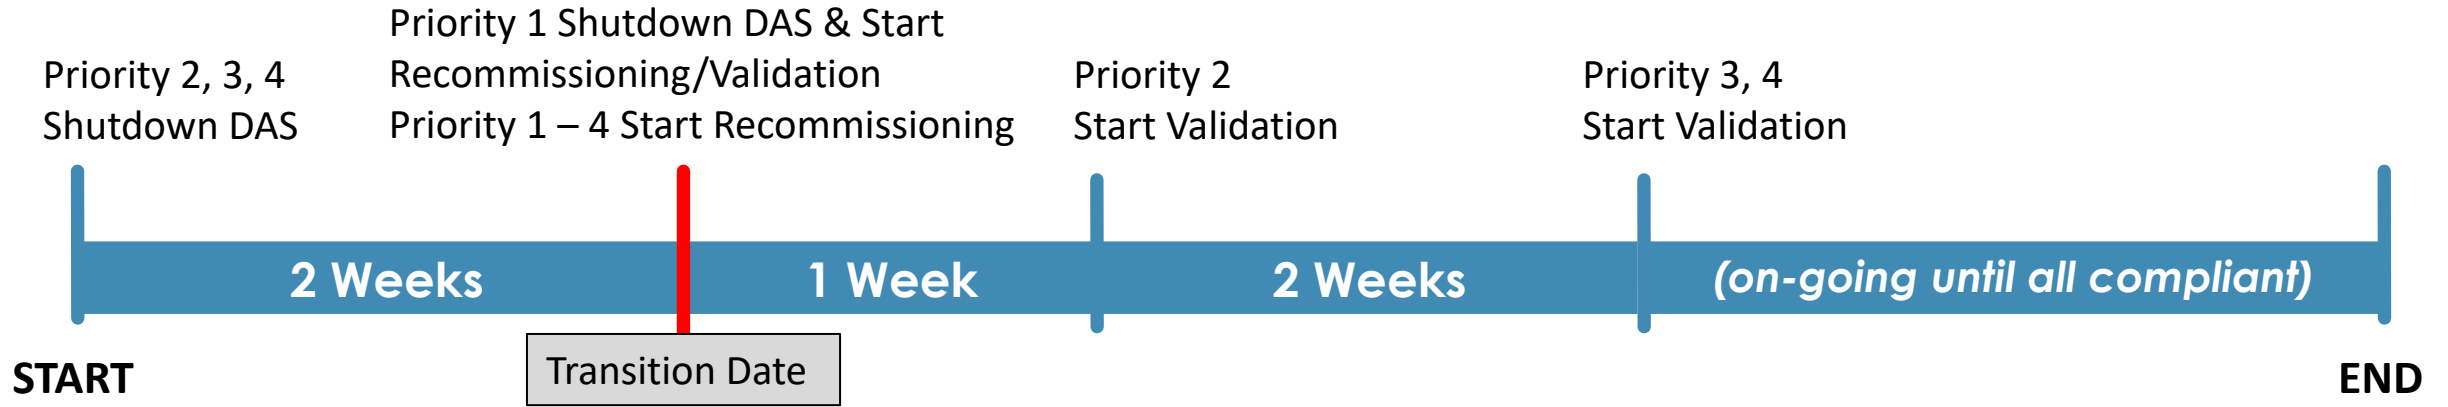 Priority 2, 3, 4
Shutdown DAS
Priority 1 Shutdown DAS & Start
Recommissioning/Validation
Priority 1 – 4 Start Recommissioning
Priority 2
Start Validation
Priority 3, 4
Start Validation
2 Weeks
1 Week
2 Weeks
(on-going until all compliant)
START
Transition Date
END